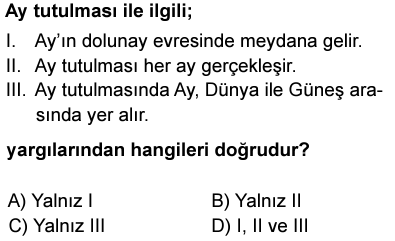 Ay tutulması ile ilgili;
I. Ay'ın dolunay evresinde meydana gelir.
II. Ay tutulması her ay gerçekleşir.
III. Ay tutulmasında Ay, Dünya ile Güneş ara-
sında yer alır.
yargılarından hangileri doğrudur?
A) Yalnız I B) Yalnız II
C) Yalnız III D) I, II ve III